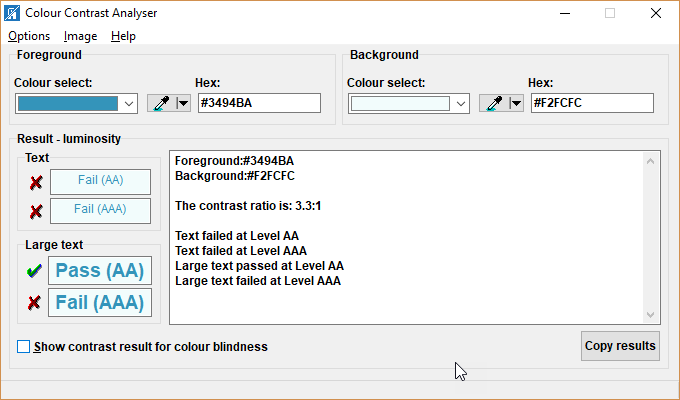 Colour Contrast Analyser
Options Image Help
Foreground
Colour select: Hex:
#3494BA
Background
Colour select: Hex:
#F2FCFC
Result - luminosity
Text
Fail (AA)
Fail (AAA)
Large text
Pass (AA)
Fail (AAA)
Foreground:#3494BA
Background:#F2FCFC
The contrast ratio is: 3.3:1
Text failed at Level AA
Text failed at Level AAA
Large text passed at Level AA
Large text failed at Level AAA
Show contrast result for colour blindness
Copy results